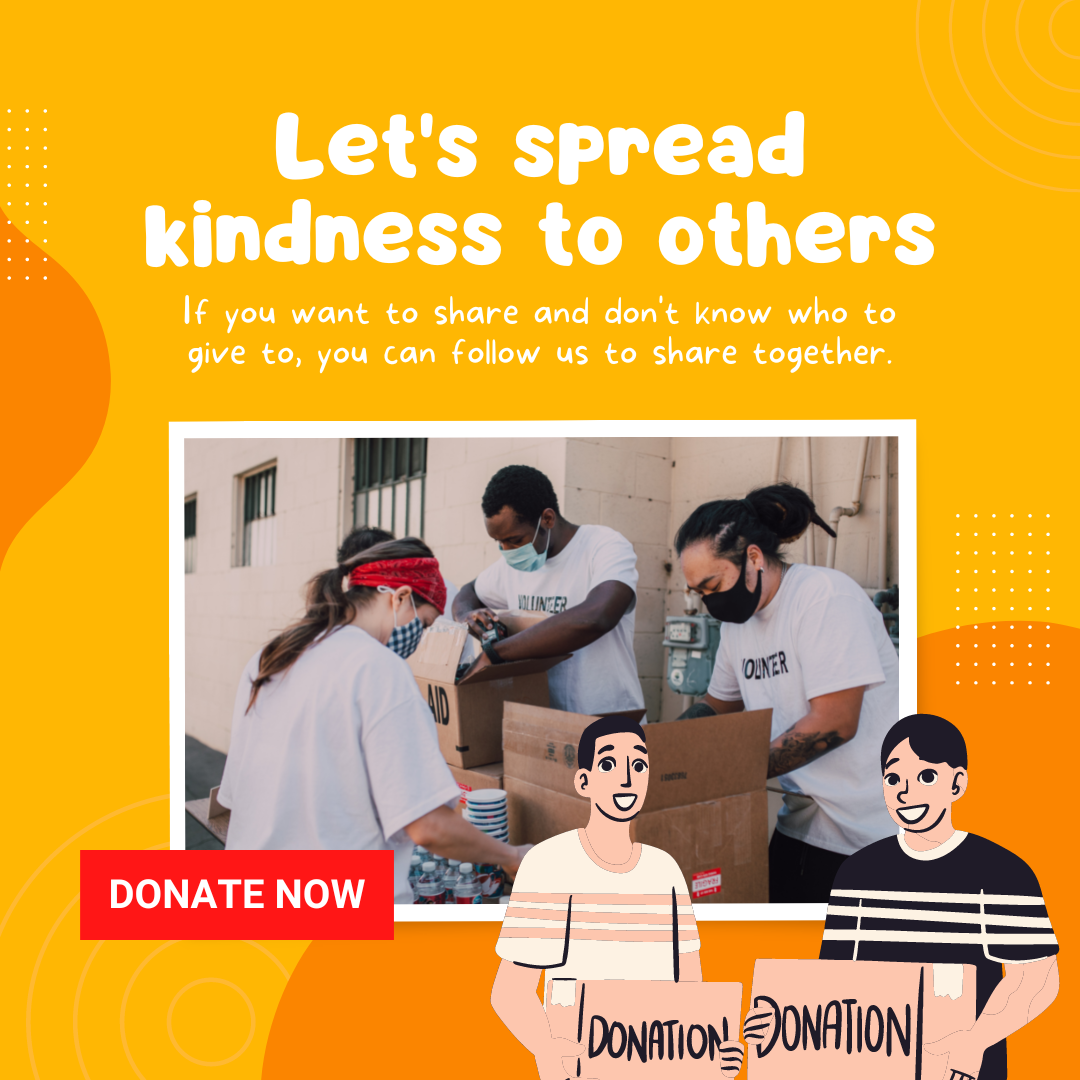 Let's spread
kindness to others
If you want to share and don't know who to
give to, you can follow us to share together.
VOLUNTEER
VOLUNTEER
AID
FRAGILE
DONATE NOW
DONATION
DONATION